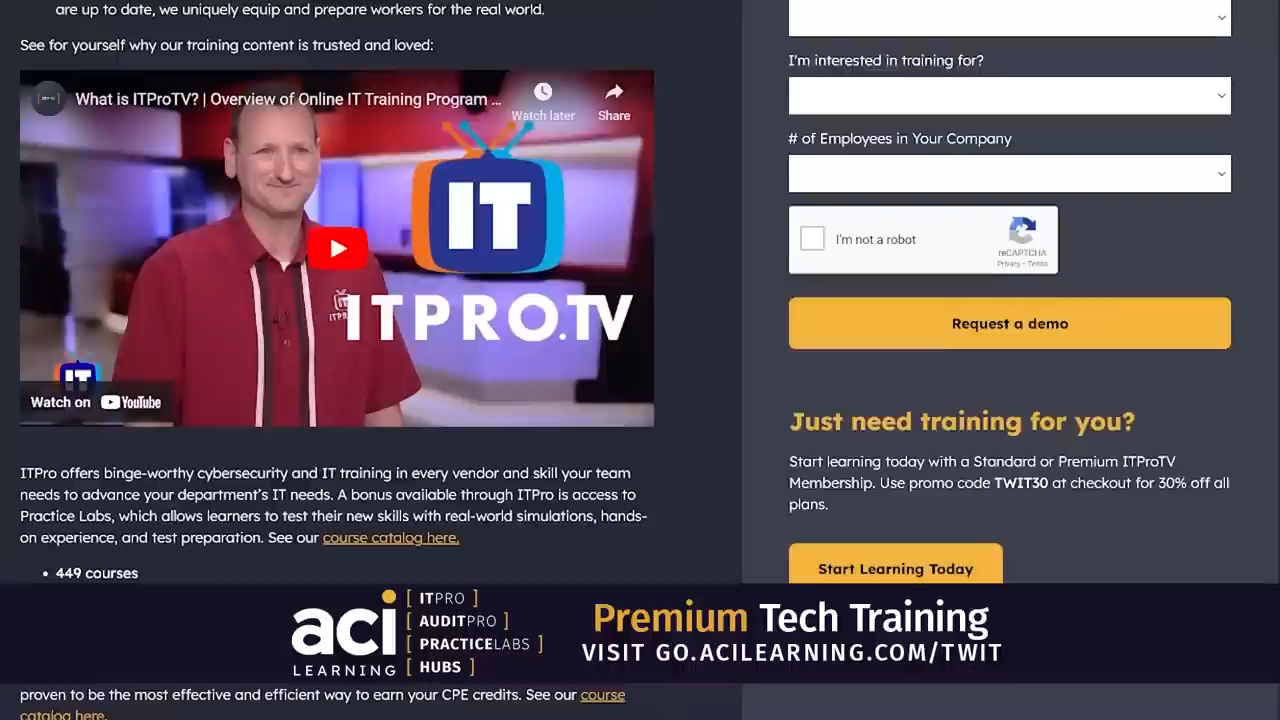 are up to date, we uniquely equip and prepare workers for the real world.
See for yourself why our training content is trusted and loved:
What is ITProTV? | Overview of Online IT Training Program ...
Watch later
Share
IT
ITPRO.TV
IT
Watch on YouTube
ITPro offers binge-worthy cybersecurity and IT training in every vendor and skill your team
needs to advance your department's IT needs. A bonus available through ITPro is access to
Practice Labs, which allows learners to test their new skills with real-world simulations, hands-
on experience, and test preparation. See our course catalog here.
• 449 courses
I'm interested in training for?
# of Employees in Your Company
I'm not a robot
reCAPTCHA
Privacy - Terms
Request a demo
Just need training for you?
Start learning today with a Standard or Premium ITProTV
Membership. Use promo code TWIT30 at checkout for 30% off all
plans.
Start Learning Today
aci
LEARNING
[ ITPRO ]
[ AUDITPRO ]
[ PRACTICELABS ]
[ HUBS ]
Premium Tech Training
VISIT GO.ACILEARNING.COM/TWIT
proven to be the most effective and efficient way to earn your CPE credits. See our course
catalog here.